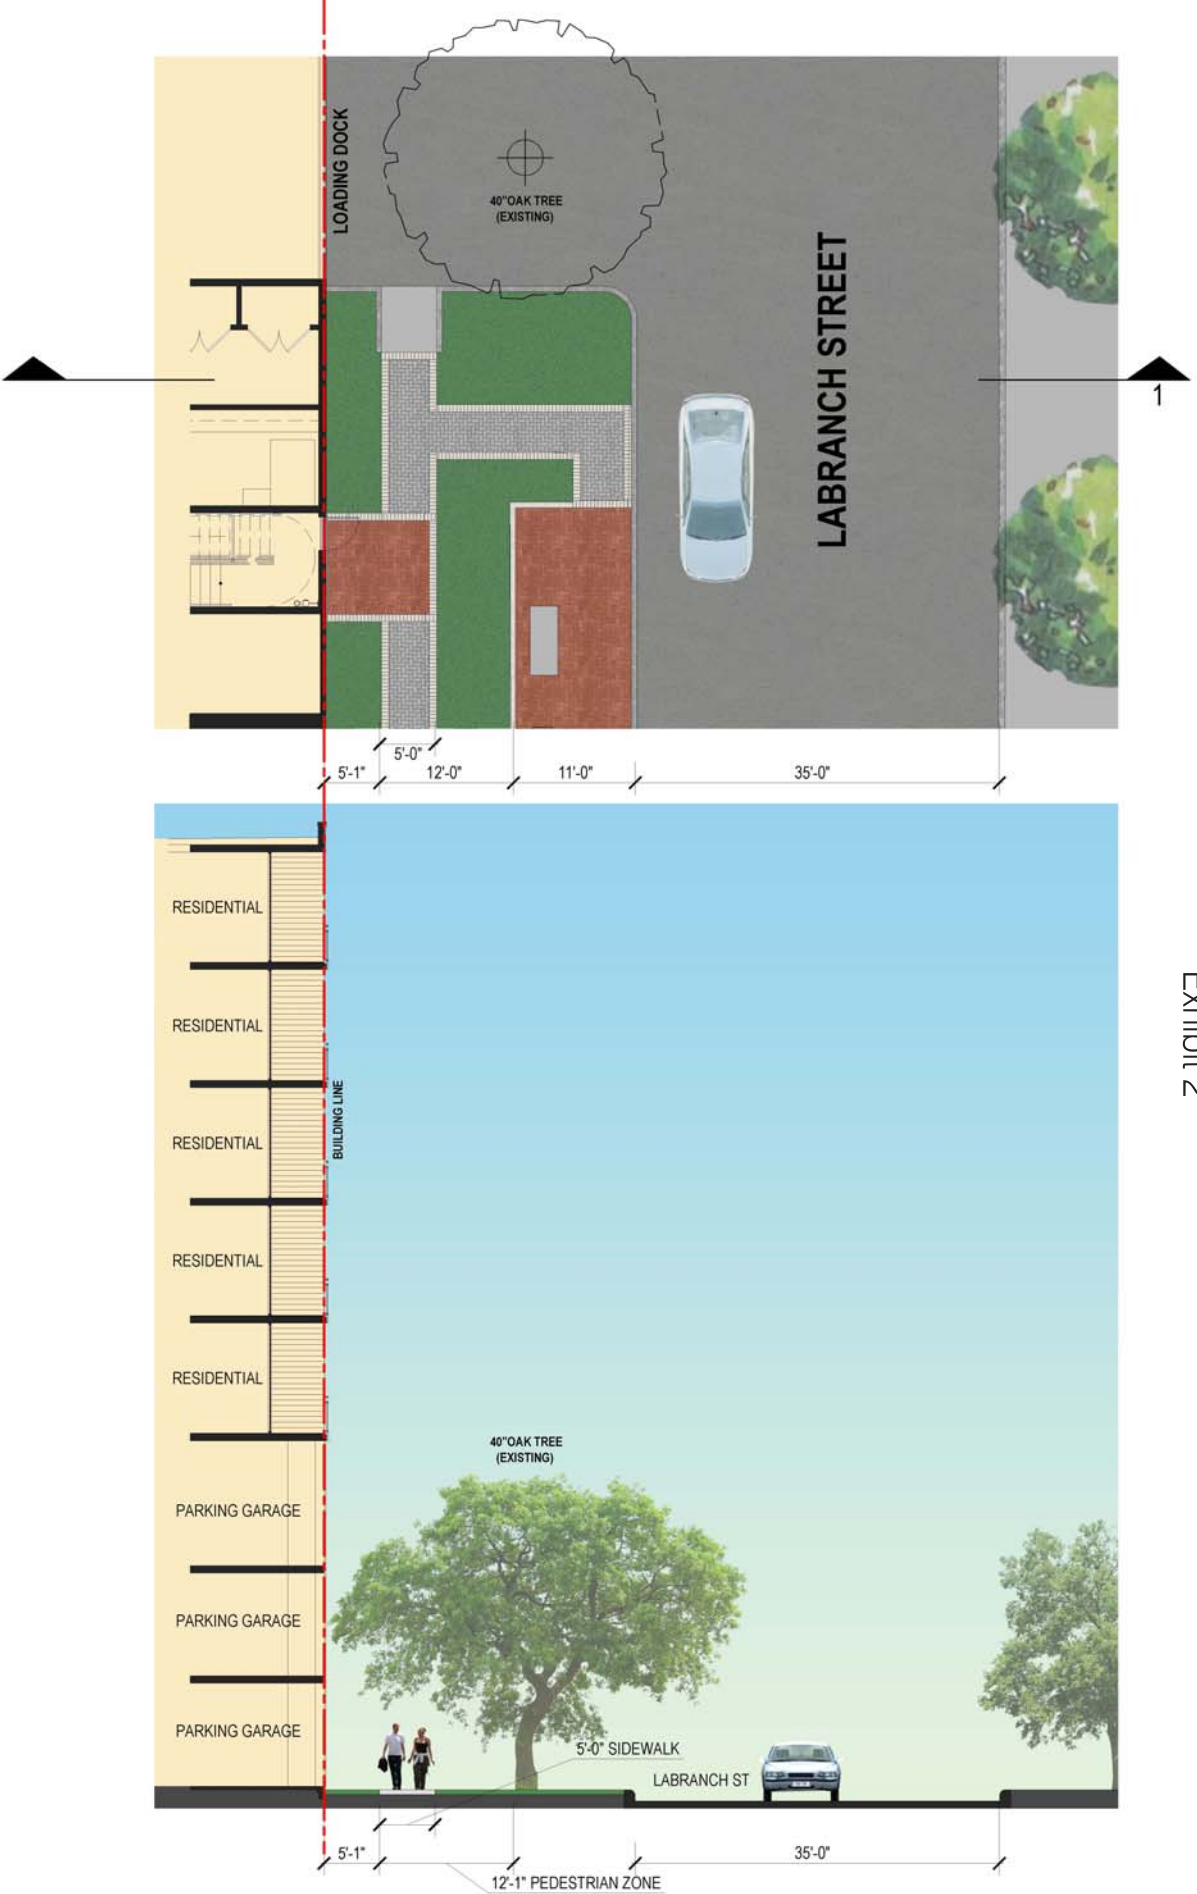 LOADING DOCK
40"OAK TREE
(EXISTING)
LABRANCH STREET
1
5'-0"
5'-1"
12'-0"
11'-0"
35'-0"
RESIDENTIAL
RESIDENTIAL
BUILDING LINE
RESIDENTIAL
RESIDENTIAL
RESIDENTIAL
40"OAK TREE
(EXISTING)
PARKING GARAGE
PARKING GARAGE
PARKING GARAGE
5'-0" SIDEWALK
LABRANCH ST
5'-1"
35'-0"
12'-1" PEDESTRIAN ZONE
Exhibit 2